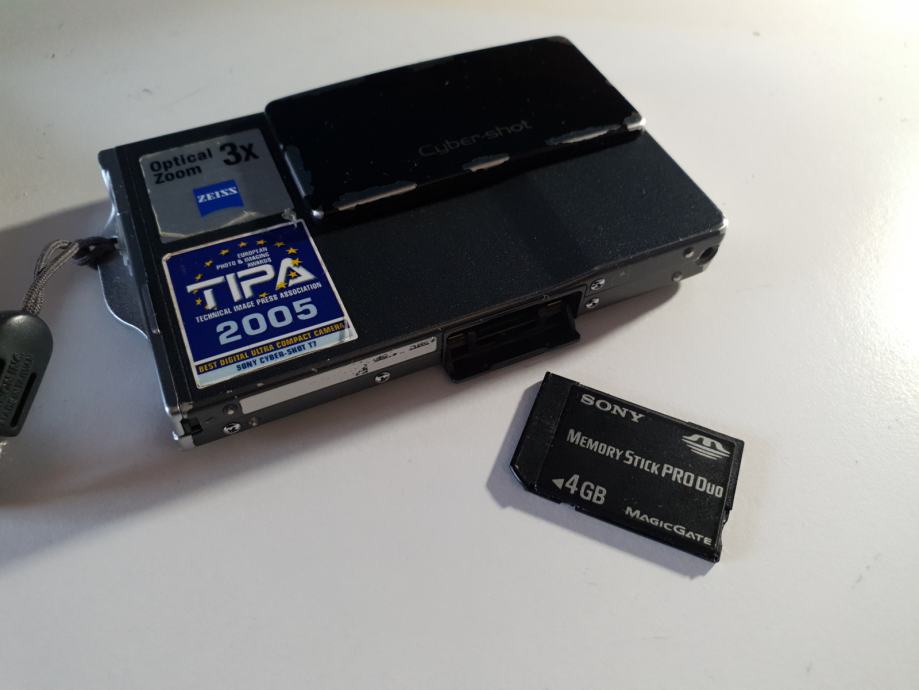 Cyber-shot
Optical 3x
Zoom
ZEISS
EUROPEAN
PHOTO & IMAGING
AWARDS
TIPA
TECHNICAL IMAGE PRESS ASSOCIATION
2005
BEST DIGITAL ULTRA COMPACT CAMERA
SONY CYBER-SHOT T7
SONY
MEMORY STICK PRO DUO
◄4GB
MAGICGATE